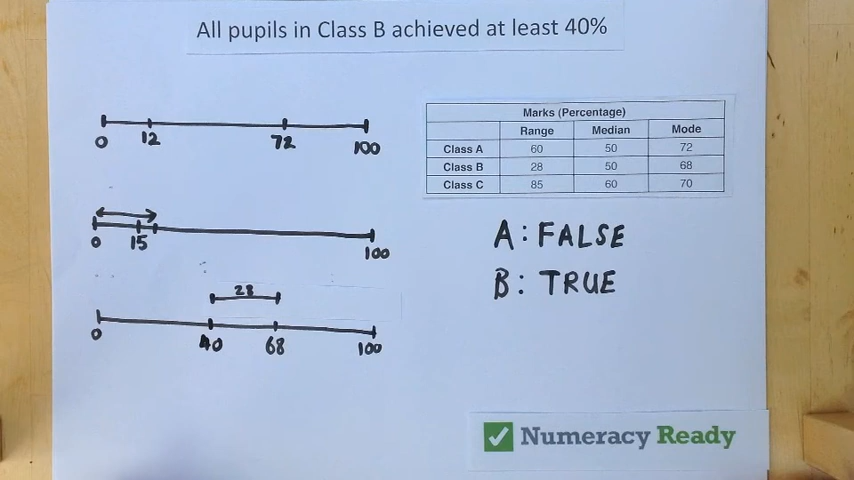 All pupils in Class B achieved at least 40%
0 12 72 100
Marks (Percentage)
Range Median Mode
Class A 60 50 72
Class B 28 50 68
Class C 85 60 70
0 15 100
A: FALSE
B: TRUE
28
0 40 68 100
Numeracy Ready